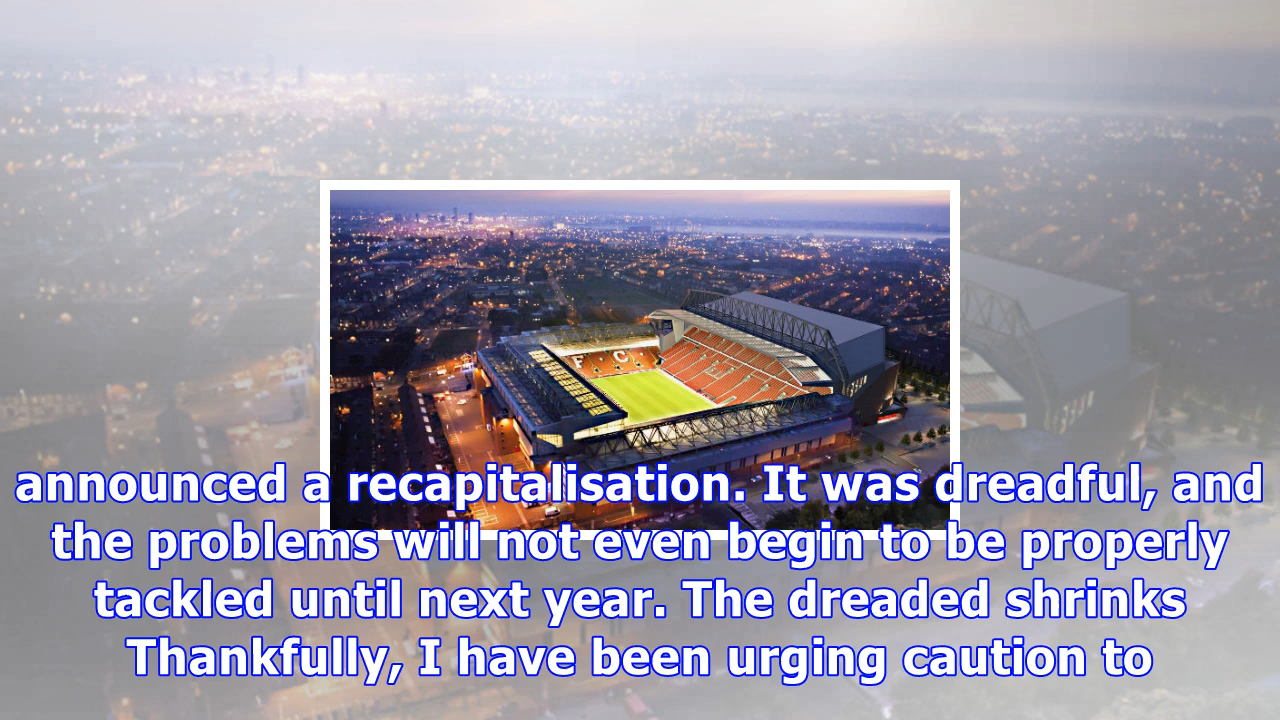 F C
announced a recapitalisation. It was dreadful, and
the problems will not even begin to be properly
tackled until next year. The dreaded shrinks
Thankfully, I have been urging caution to